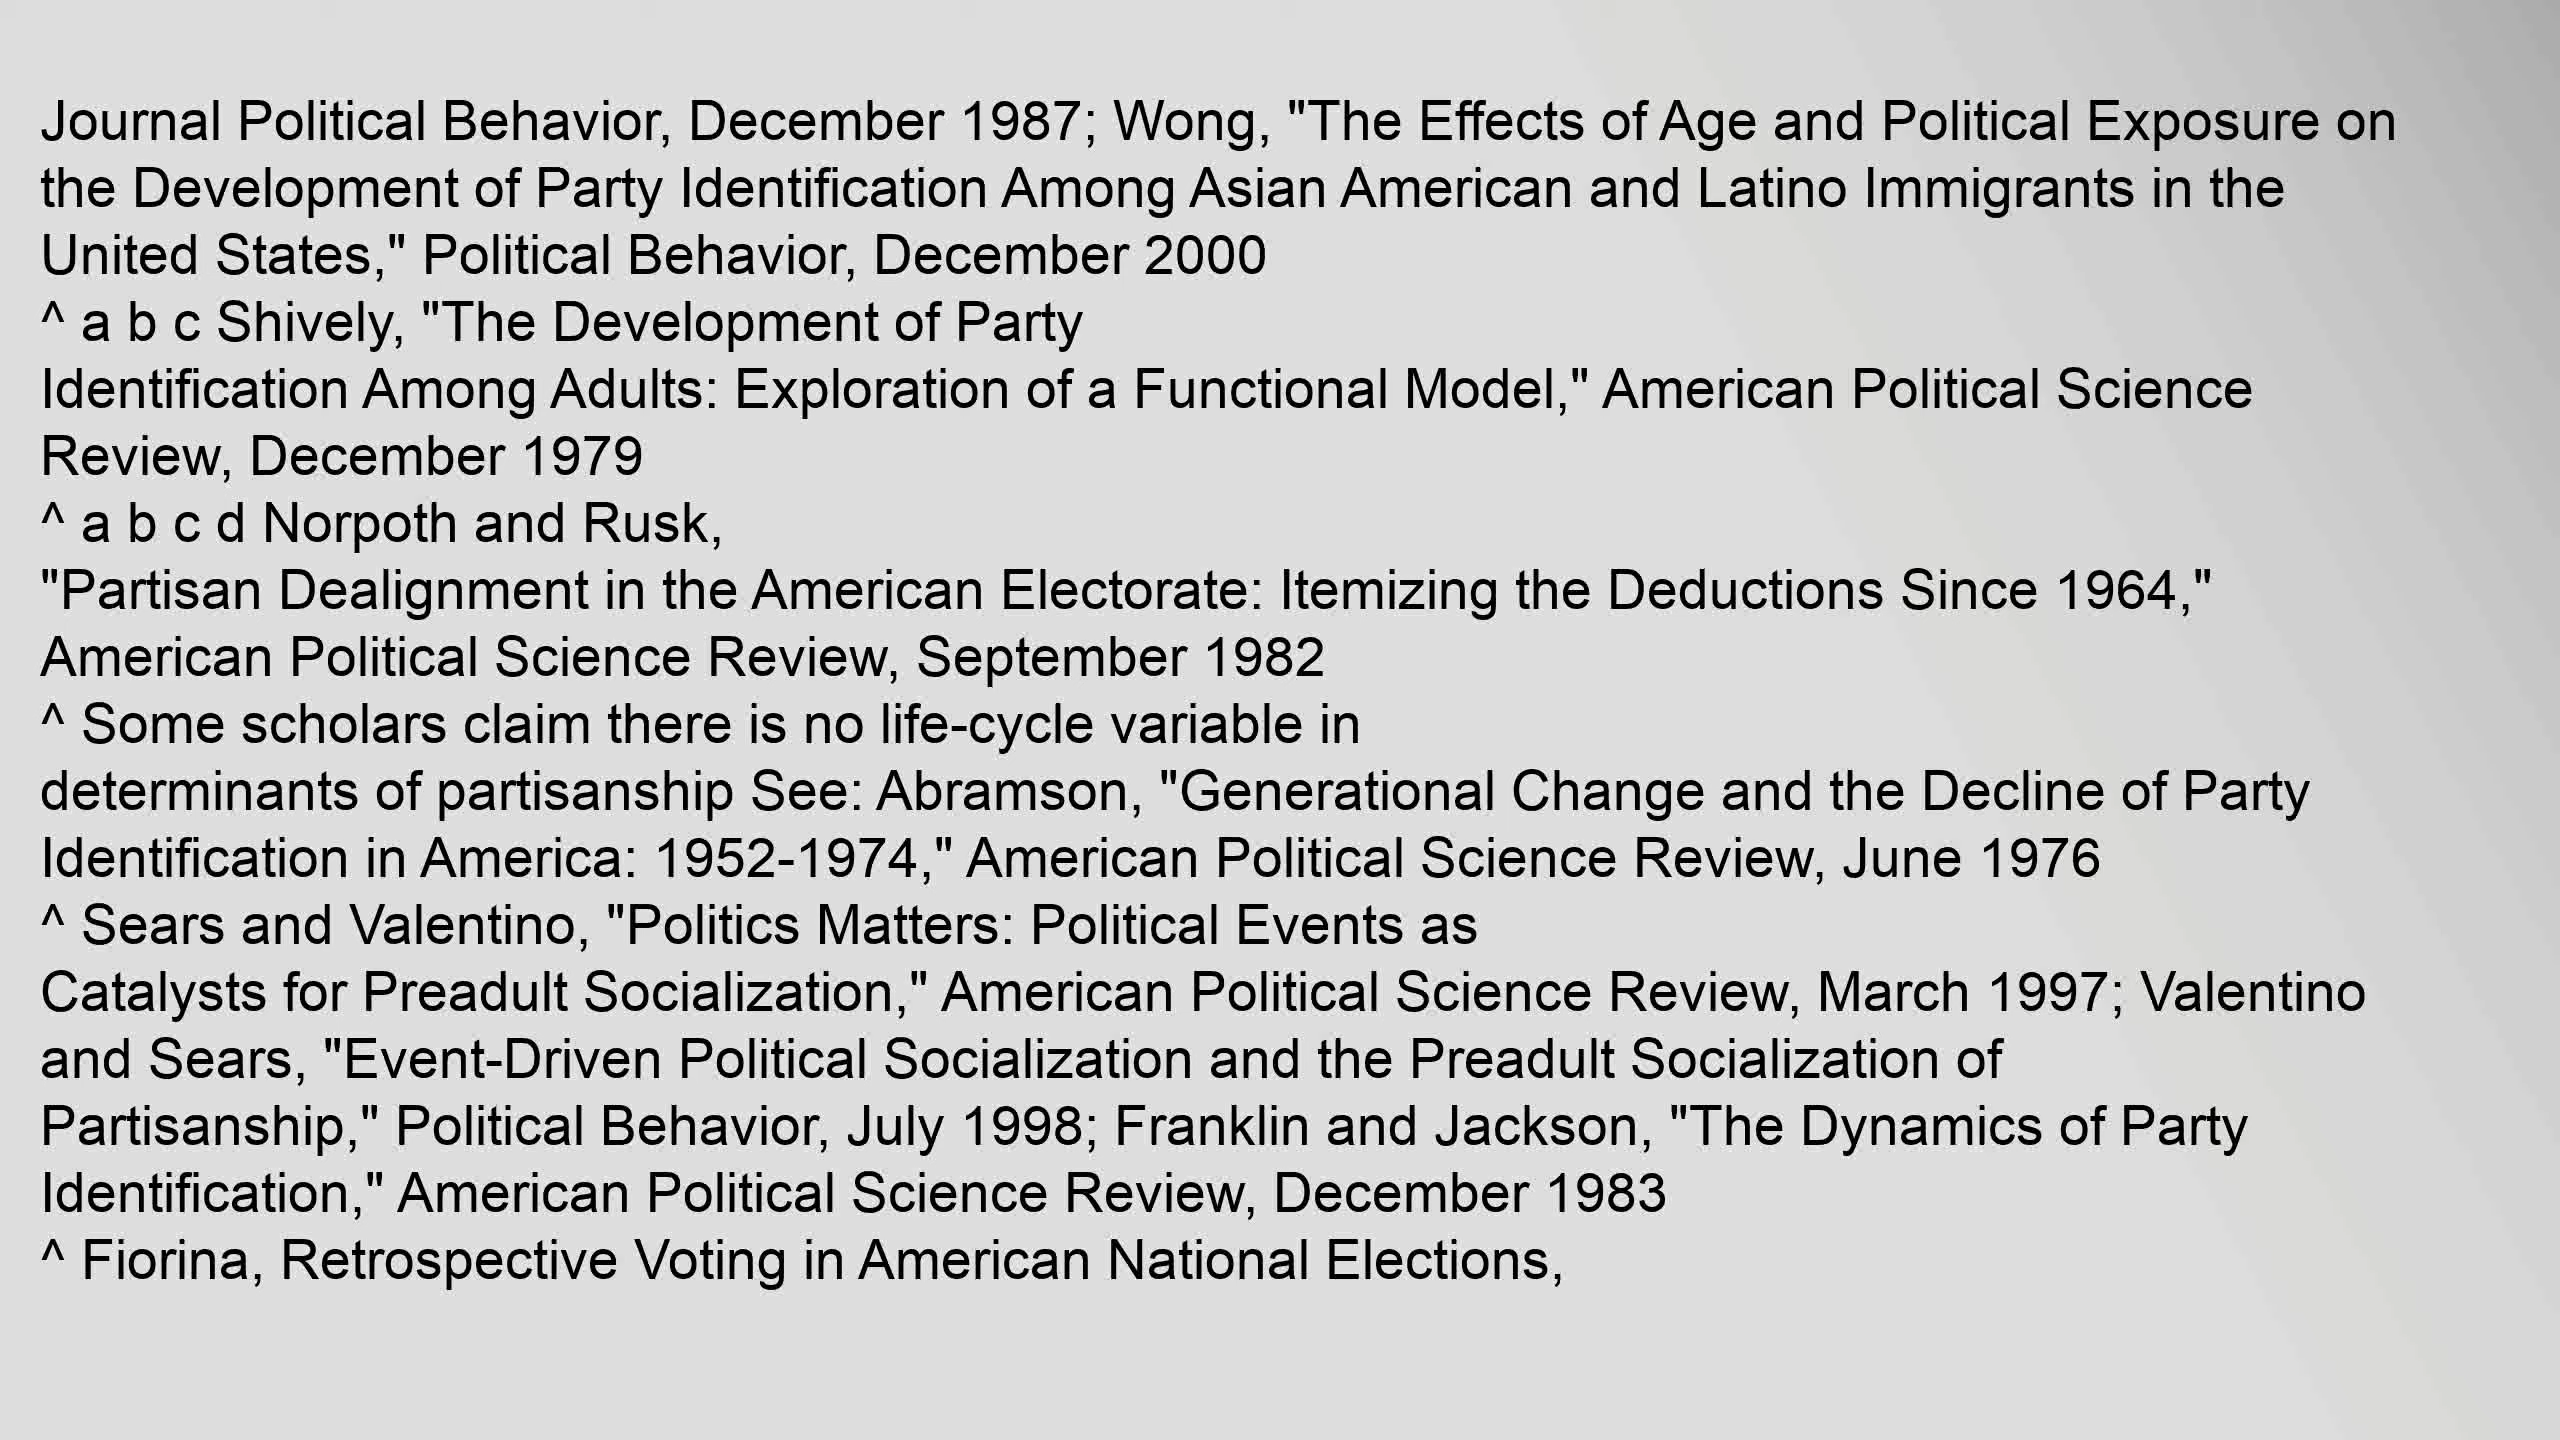 Journal Political Behavior, December 1987; Wong, "The Effects of Age and Political Exposure on
the Development of Party Identification Among Asian American and Latino Immigrants in the
United States," Political Behavior, December 2000
^ a b c Shively, "The Development of Party
Identification Among Adults: Exploration of a Functional Model," American Political Science
Review, December 1979
^ a b c d Norpoth and Rusk,
"Partisan Dealignment in the American Electorate: Itemizing the Deductions Since 1964,"
American Political Science Review, September 1982
^ Some scholars claim there is no life-cycle variable in
determinants of partisanship See: Abramson, "Generational Change and the Decline of Party
Identification in America: 1952-1974," American Political Science Review, June 1976
^ Sears and Valentino, "Politics Matters: Political Events as
Catalysts for Preadult Socialization," American Political Science Review, March 1997; Valentino
and Sears, "Event-Driven Political Socialization and the Preadult Socialization of
Partisanship," Political Behavior, July 1998; Franklin and Jackson, "The Dynamics of Party
Identification," American Political Science Review, December 1983
^ Fiorina, Retrospective Voting in American National Elections,